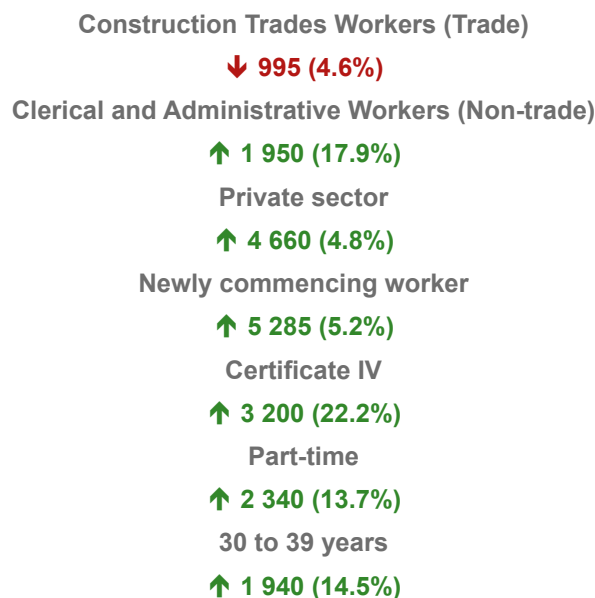 Construction Trades Workers (Trade)
↓ 995 (4.6%)
Clerical and Administrative Workers (Non-trade)
↑ 1 950 (17.9%)
Private sector
↑ 4 660 (4.8%)
Newly commencing worker
↑ 5 285 (5.2%)
Certificate IV
↑ 3 200 (22.2%)
Part-time
↑ 2 340 (13.7%)
30 to 39 years
↑ 1 940 (14.5%)